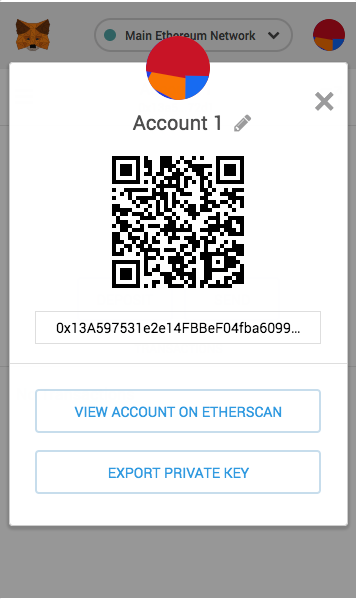 Main Ethereum Network
Account 1
0x13A597531e2e14FBBeF04fba6099...
VIEW ACCOUNT ON ETHERSCAN
EXPORT PRIVATE KEY